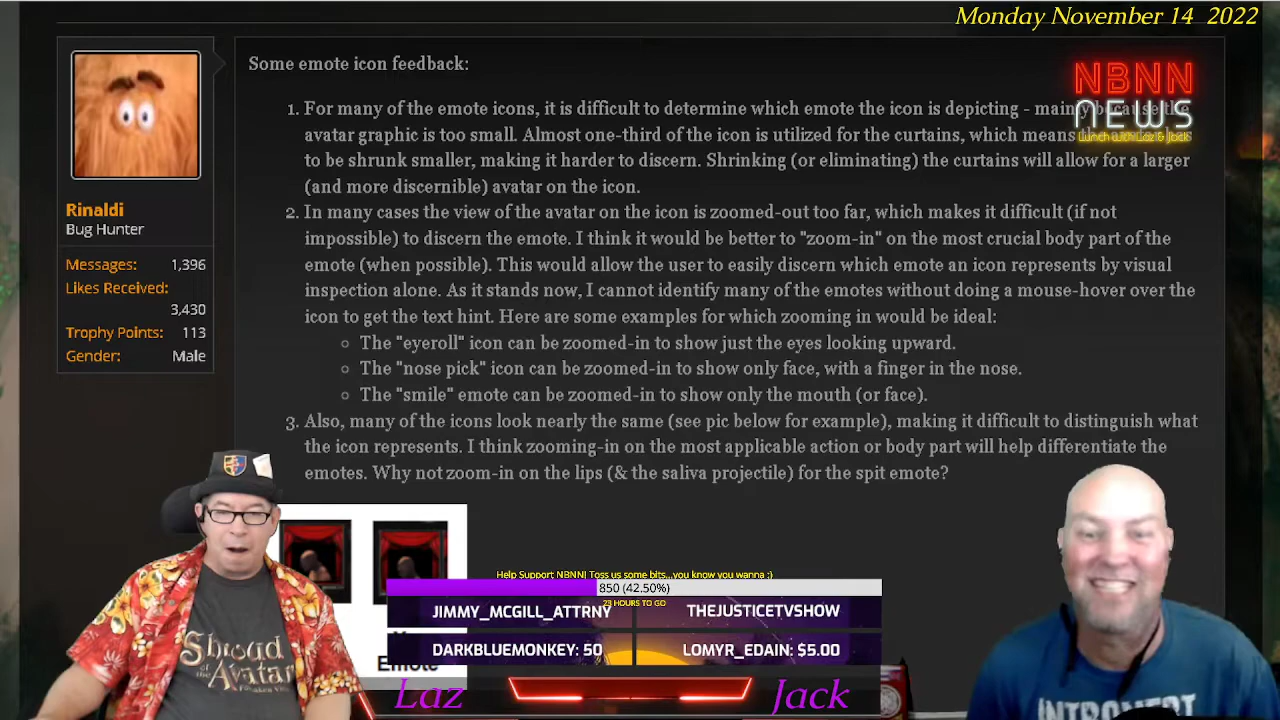 Monday November 14 2022
NBNN
NEWS
Lunch with Laz & Jack
Some emote icon feedback:
1. For many of the emote icons, it is difficult to determine which emote the icon is depicting - mainly because the
avatar graphic is too small. Almost one-third of the icon is utilized for the curtains, which means
to be shrunk smaller, making it harder to discern. Shrinking (or eliminating) the curtains will allow for a larger
(and more discernible) avatar on the icon.
2. In many cases the view of the avatar on the icon is zoomed-out too far, which makes it difficult (if not
impossible) to discern the emote. I think it would be better to "zoom-in" on the most crucial body part of the
emote (when possible). This would allow the user to easily discern which emote an icon represents by visual
inspection alone. As it stands now, I cannot identify many of the emotes without doing a mouse-hover over the
icon to get the text hint. Here are some examples for which zooming in would be ideal:
The "eyeroll" icon can be zoomed-in to show just the eyes looking upward.
The "nose pick" icon can be zoomed-in to show only face, with a finger in the nose.
The "smile" emote can be zoomed-in to show only the mouth (or face).
3. Also, many of the icons look nearly the same (see pic below for example), making it difficult to distinguish what
the icon represents. I think zooming-in on the most applicable action or body part will help differentiate the
emotes. Why not zoom-in on the lips (& the saliva projectile) for the spit emote?
Rinaldi
Bug Hunter
Messages: 1,396
Likes Received:
3,430
Trophy Points: 113
Gender: Male
Help Support NBNN! Toss us some bits...you know you wanna :)
850 (42.50%)
23 HOURS TO GO
JIMMY_MCGILL_ATTRNY
THEJUSTICETVSHOW
DARKBLUEMONKEY: 50
LOMYR_EDAIN: $5.00
Emote
Laz
Jack
Shroud
of the
Avatar
INTROVERT